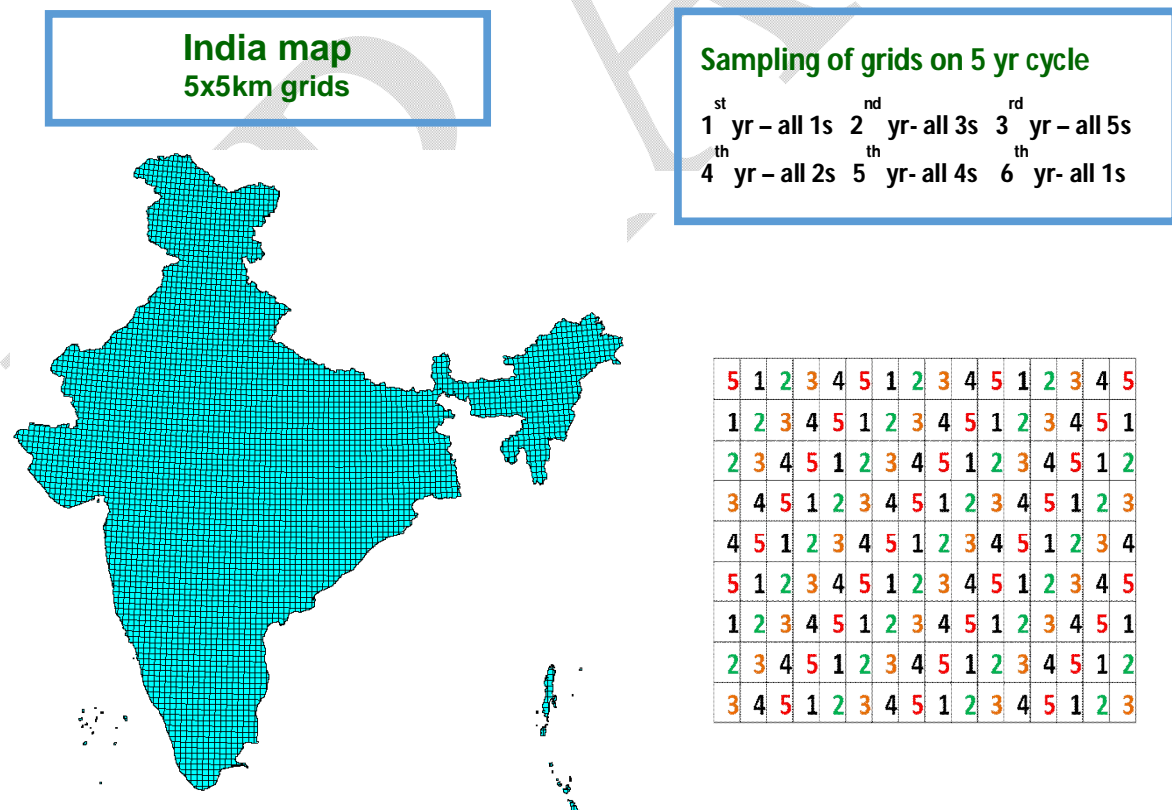 India map
5x5km grids
Sampling of grids on 5 yr cycle
1st yr – all 1s 2nd yr- all 3s 3rd yr – all 5s
4th yr – all 2s 5th yr- all 4s 6th yr- all 1s
5 1 2 3 4 5 1 2 3 4 5 1 2 3 4 5
1 2 3 4 5 1 2 3 4 5 1 2 3 4 5 1
2 3 4 5 1 2 3 4 5 1 2 3 4 5 1 2
3 4 5 1 2 3 4 5 1 2 3 4 5 1 2 3
4 5 1 2 3 4 5 1 2 3 4 5 1 2 3 4
5 1 2 3 4 5 1 2 3 4 5 1 2 3 4 5
1 2 3 4 5 1 2 3 4 5 1 2 3 4 5 1
2 3 4 5 1 2 3 4 5 1 2 3 4 5 1 2
3 4 5 1 2 3 4 5 1 2 3 4 5 1 2 3